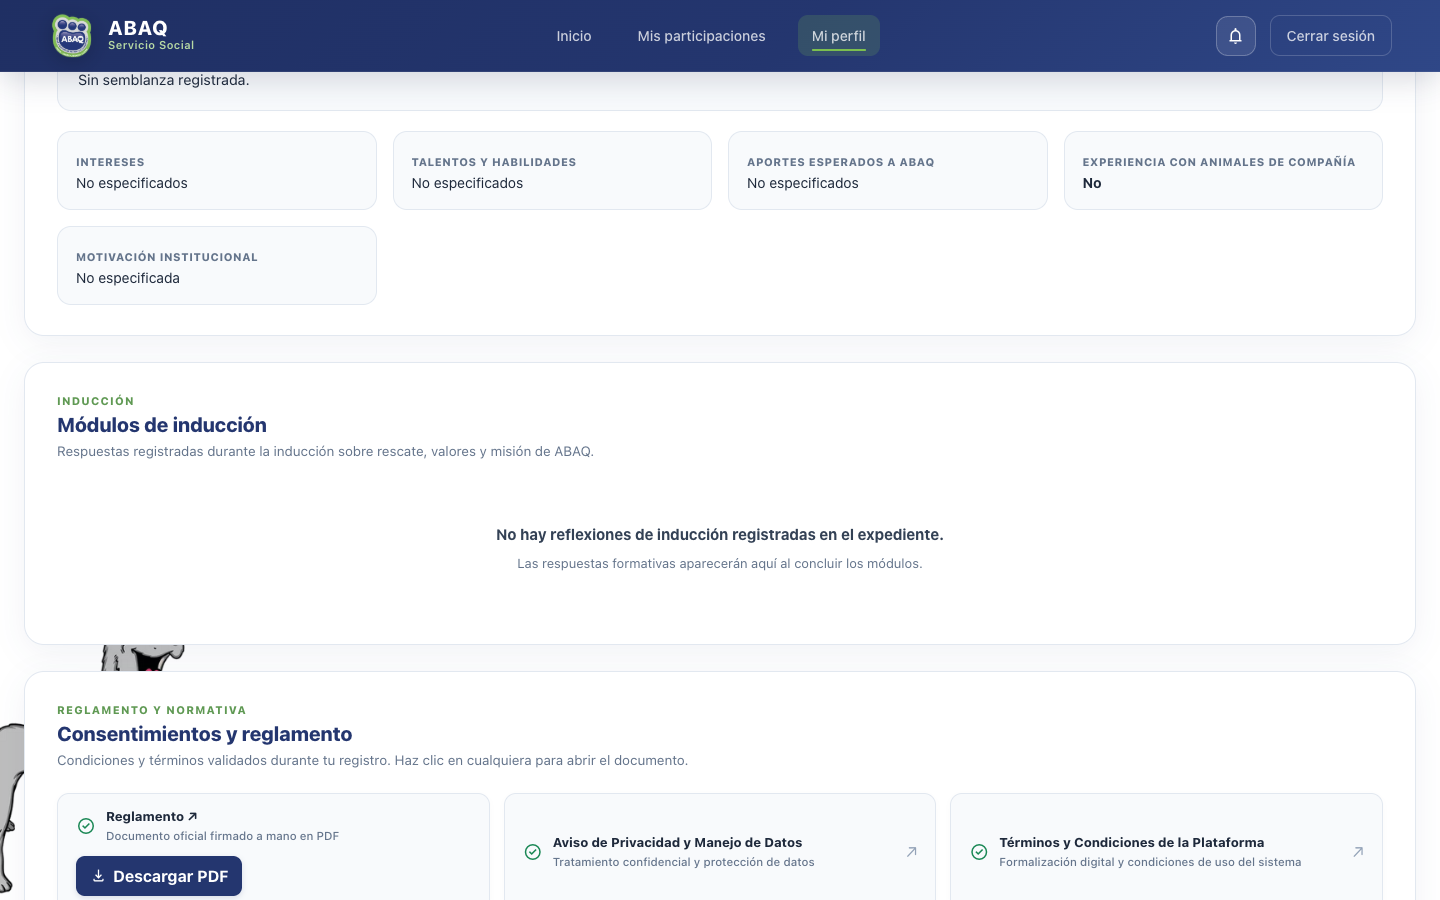 ABAQ
Servicio Social
ABAQ
Inicio
Mis participaciones
Mi perfil
Cerrar sesión
Sin semblanza registrada.
INTERESES
No especificados
TALENTOS Y HABILIDADES
No especificados
APORTES ESPERADOS A ABAQ
No especificados
EXPERIENCIA CON ANIMALES DE COMPAÑÍA
No
MOTIVACIÓN INSTITUCIONAL
No especificada
INDUCCIÓN
Módulos de inducción
Respuestas registradas durante la inducción sobre rescate, valores y misión de ABAQ.
No hay reflexiones de inducción registradas en el expediente.
Las respuestas formativas aparecerán aquí al concluir los módulos.
REGLAMENTO Y NORMATIVA
Consentimientos y reglamento
Condiciones y términos validados durante tu registro. Haz clic en cualquiera para abrir el documento.
Reglamento ↗
Documento oficial firmado a mano en PDF
Descargar PDF
Aviso de Privacidad y Manejo de Datos
Tratamiento confidencial y protección de datos
Términos y Condiciones de la Plataforma
Formalización digital y condiciones de uso del sistema